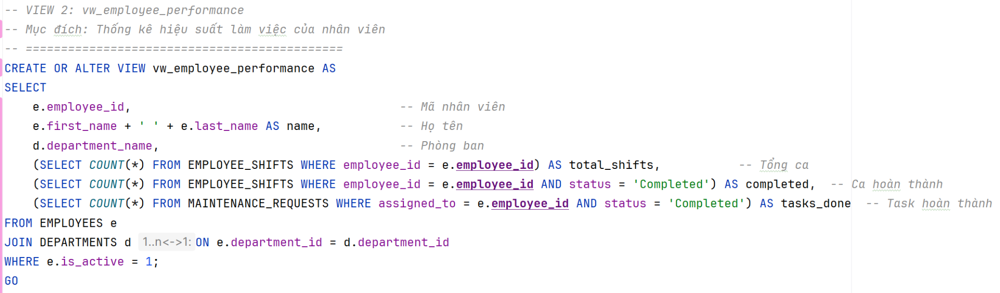 -- VIEW 2: vw_employee_performance
-- Mục đích: Thống kê hiệu suất làm việc của nhân viên
-- =============================================
CREATE OR ALTER VIEW vw_employee_performance AS
SELECT
    e.employee_id,                                      -- Mã nhân viên
    e.first_name + ' ' + e.last_name AS name,           -- Họ tên
    d.department_name,                                  -- Phòng ban
    (SELECT COUNT(*) FROM EMPLOYEE_SHIFTS WHERE employee_id = e.employee_id) AS total_shifts,           -- Tổng ca
    (SELECT COUNT(*) FROM EMPLOYEE_SHIFTS WHERE employee_id = e.employee_id AND status = 'Completed') AS completed,  -- Ca hoàn thành
    (SELECT COUNT(*) FROM MAINTENANCE_REQUESTS WHERE assigned_to = e.employee_id AND status = 'Completed') AS tasks_done  -- Task hoàn thành
FROM EMPLOYEES e
JOIN DEPARTMENTS d 1..n<->1: ON e.department_id = d.department_id
WHERE e.is_active = 1;
GO